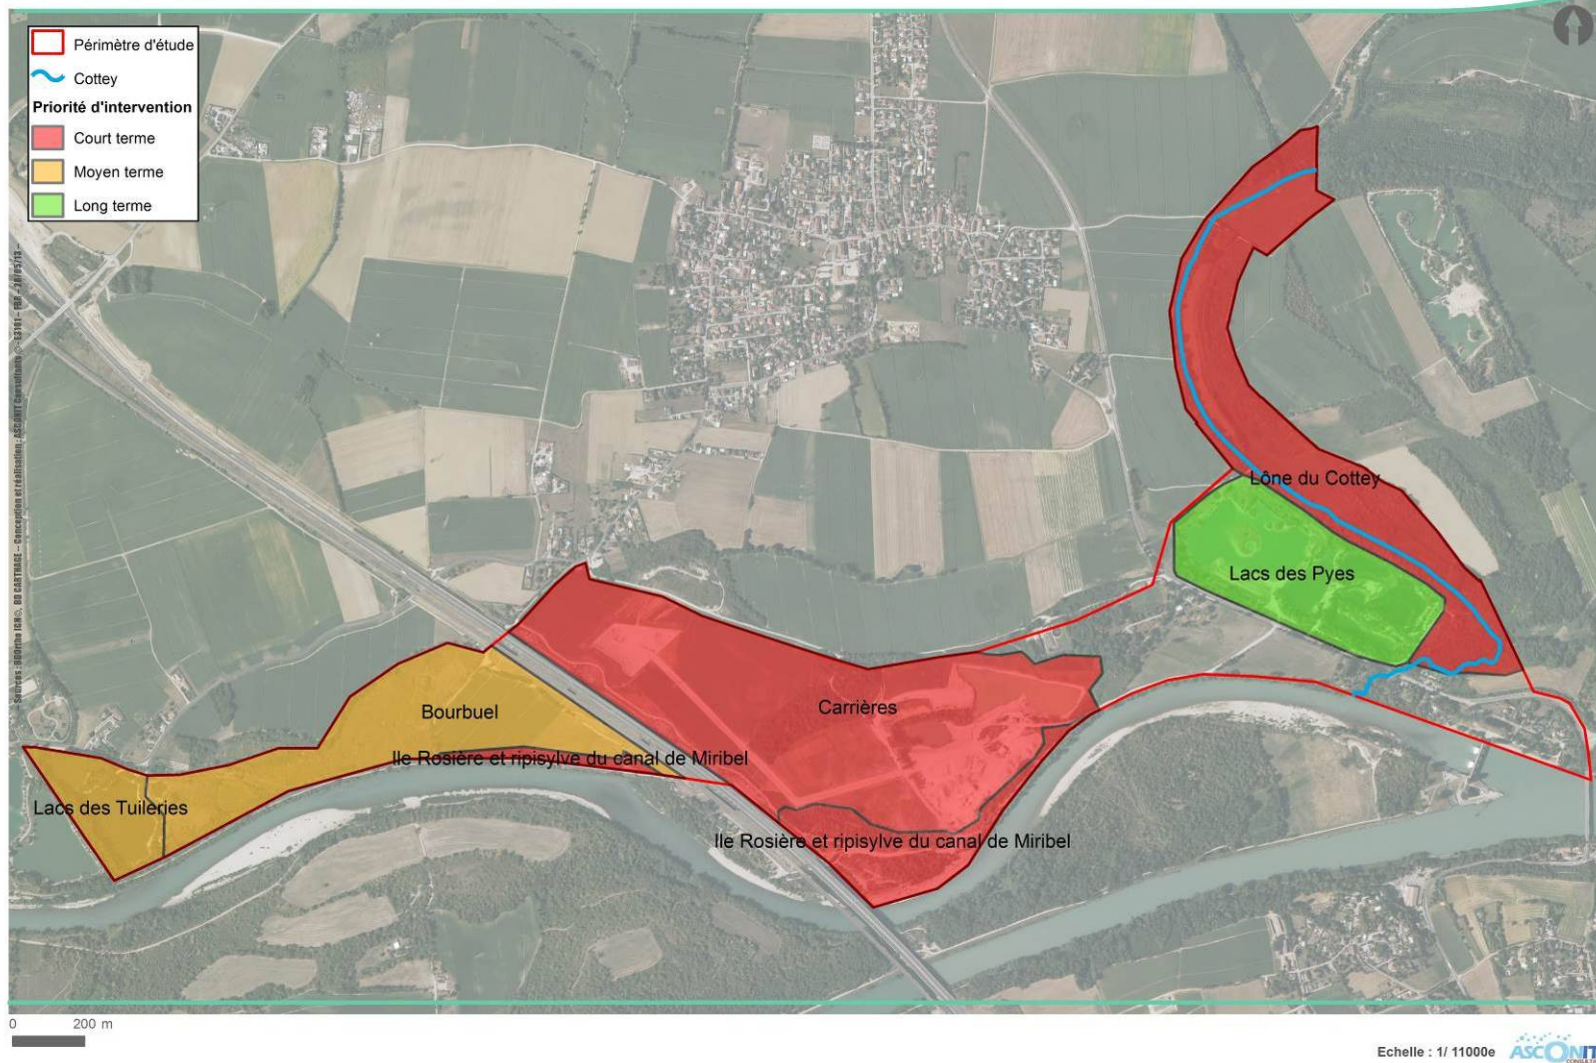 Périmètre d'étude
Cottey
Priorité d'intervention
Court terme
Moyen terme
Long terme
Lône du Cottey
Lacs des Pyes
Carrières
Bourbuel
Ile Rosière et ripisylve du canal de Miribel
Lacs des Tuileries
Ile Rosière et ripisylve du canal de Miribel
0 200 m
Echelle : 1/ 11000e
ASCONIT